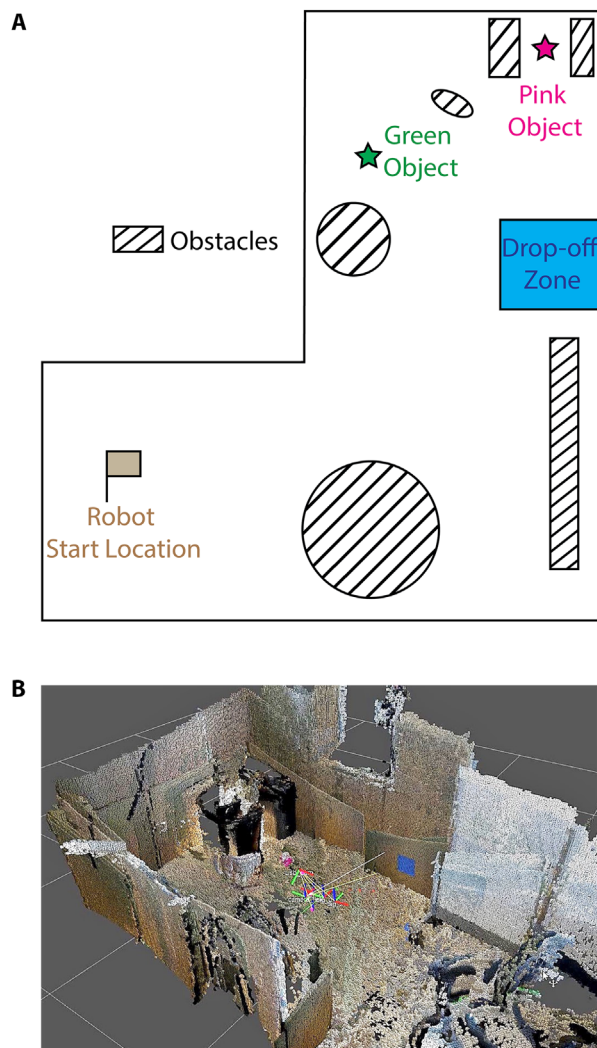 A
Pink
Object
Green
Object
Obstacles
Drop-off
Zone
Robot
Start Location
B